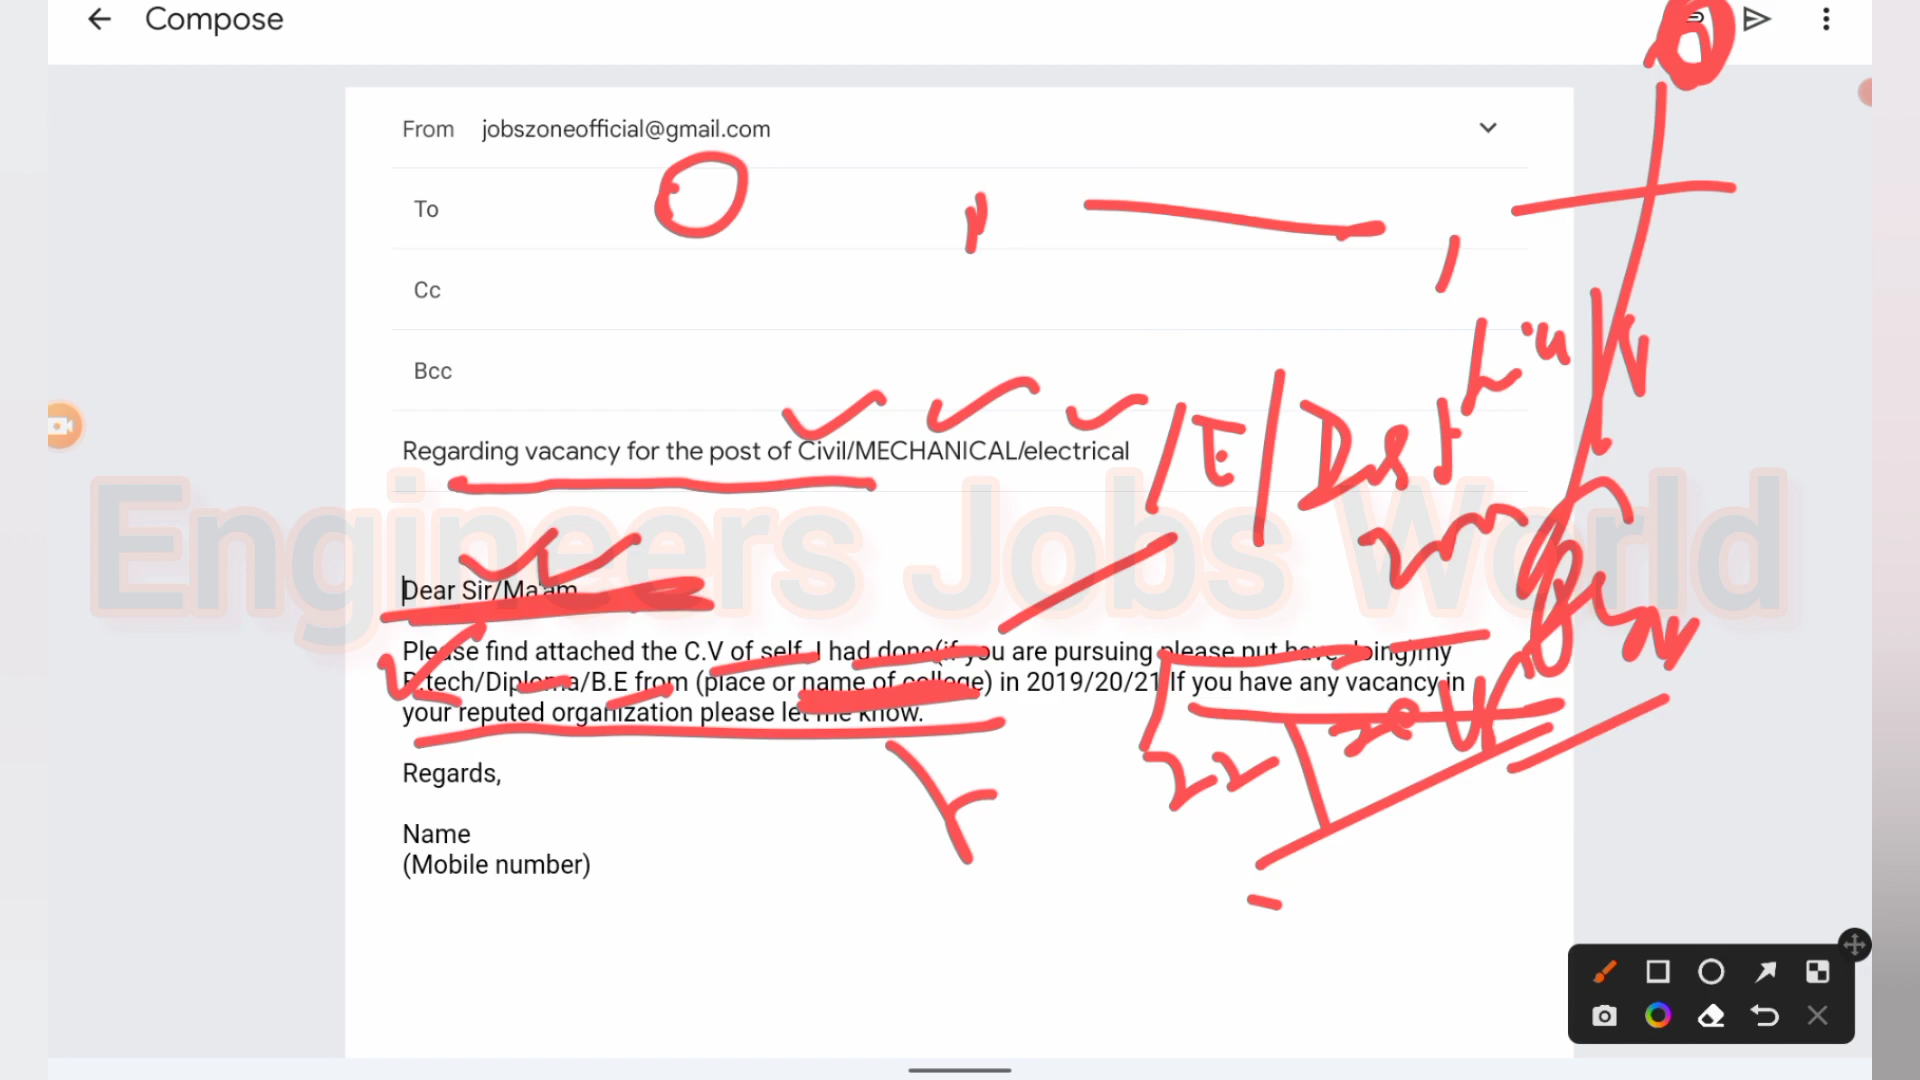 Compose
From jobszoneofficial@gmail.com
To
Cc
Bcc
Regarding vacancy for the post of Civil/MECHANICAL/electrical
/E/
Engineers Jobs World
Dear Sir/Ma'am
Please find attached the C.V of self. I had done(if you are pursuing please put have doing)my
B.tech/Diploma/B.E from (place or name of college) in 2019/20/21 If you have any vacancy in
your reputed organization please let me know.
22
Regards,
Name
(Mobile number)